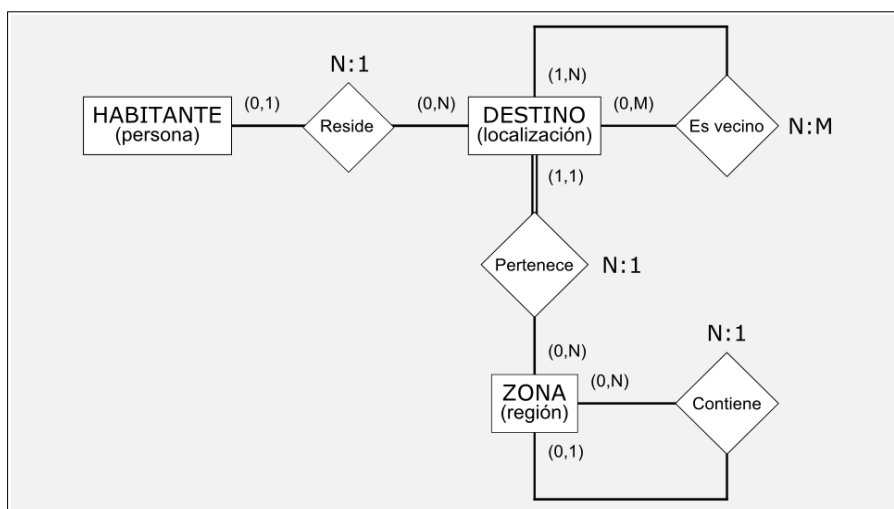 N:1
(1,N)
HABITANTE
(persona)
(0,1)
Reside
(0,N)
DESTINO
(localización)
(0,M)
Es vecino
N:M
(1,1)
Pertenece
N:1
N:1
(0,N)
ZONA
(región)
(0,N)
Contiene
(0,1)